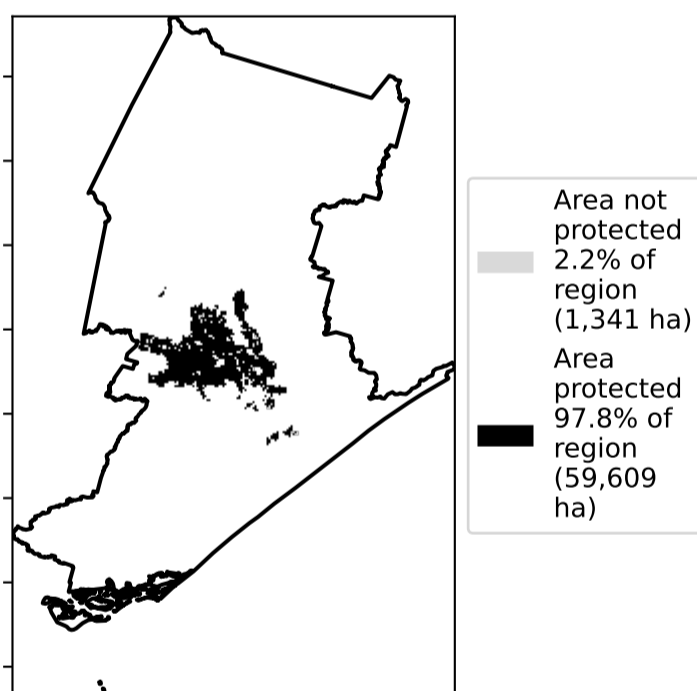 Area not
protected
2.2% of
region
(1,341 ha)
Area
protected
97.8% of
region
(59,609
ha)